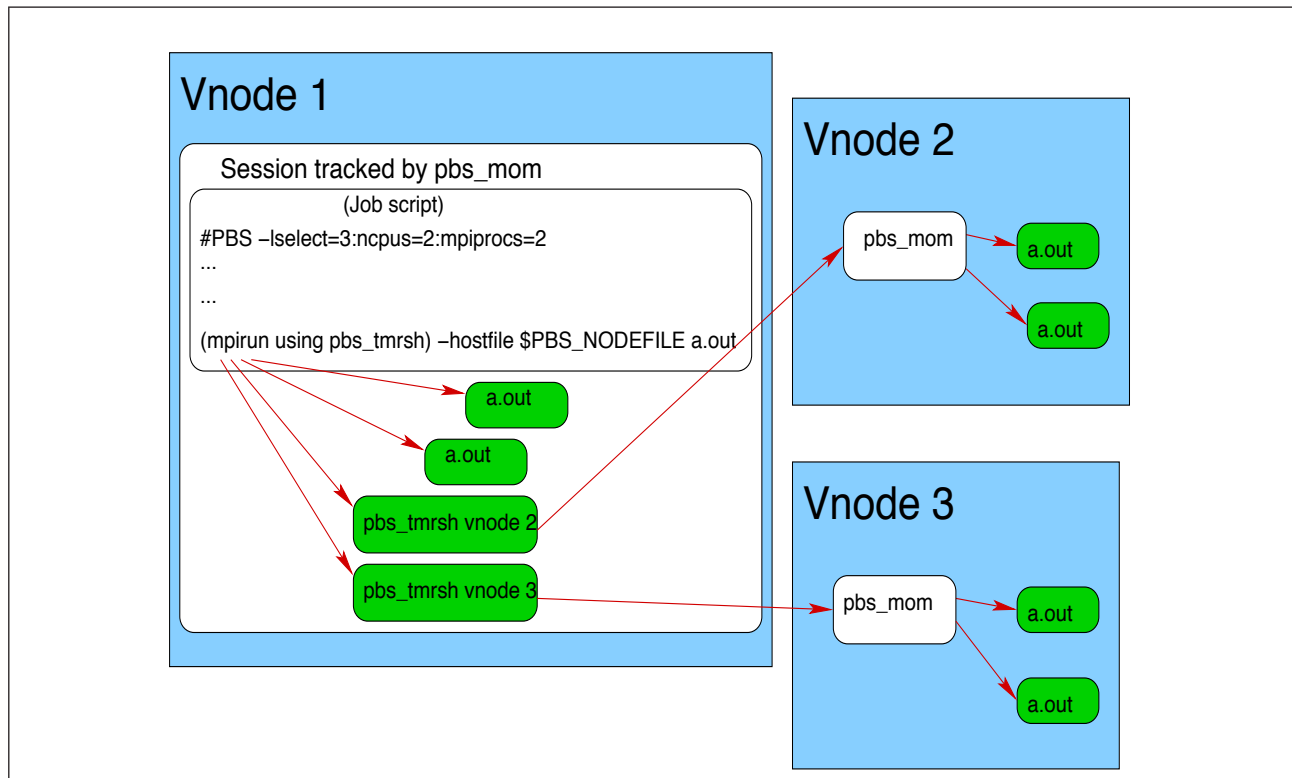 Vnode 1
Session tracked by pbs_mom
(Job script)
#PBS –lselect=3:ncpus=2:mpiprocs=2
...
...
(mpirun using pbs_tmrsh) –hostfile $PBS_NODEFILE a.out
a.out
a.out
pbs_tmrsh vnode 2
pbs_tmrsh vnode 3
Vnode 2
pbs_mom
a.out
a.out
Vnode 3
pbs_mom
a.out
a.out